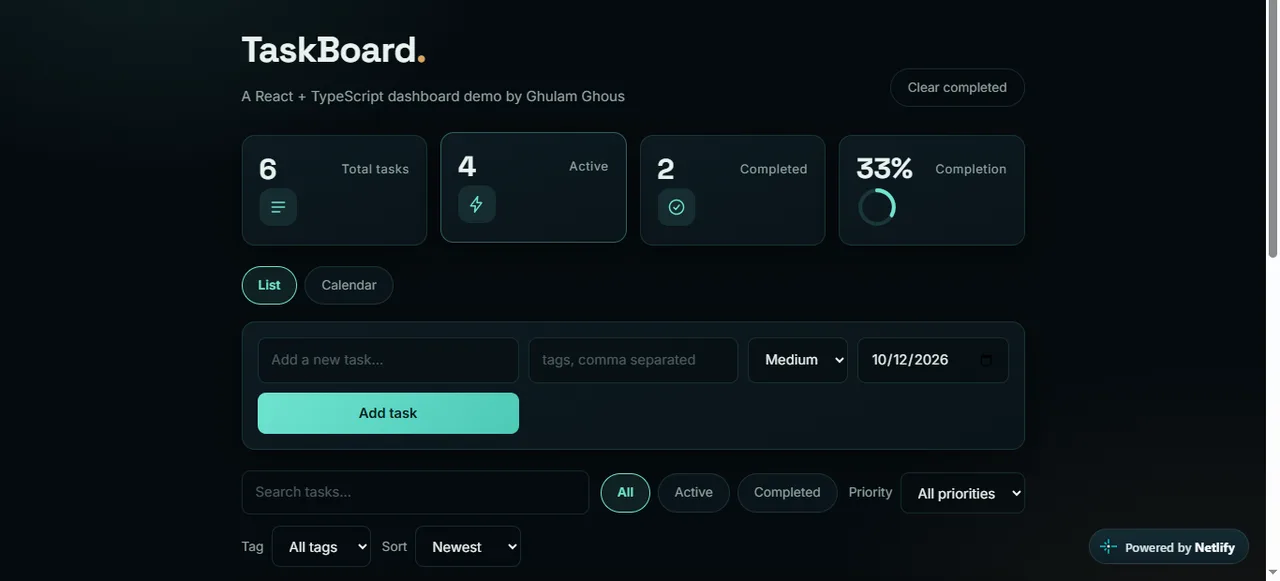 TaskBoard.
A React + TypeScript dashboard demo by Ghulam Ghous
Clear completed
6 Total tasks
4 Active
2 Completed
33% Completion
List Calendar
Add a new task... tags, comma separated Medium 10/12/2026
Add task
Search tasks... All Active Completed Priority All priorities
Tag All tags Sort Newest
Powered by Netlify